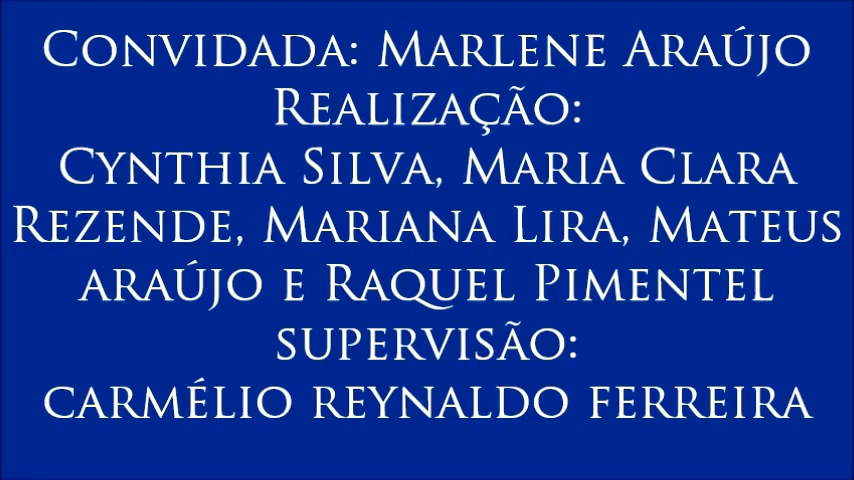 Convidada: Marlene Araújo
Realização:
Cynthia Silva, Maria Clara
Rezende, Mariana Lira, Mateus
araújo e Raquel Pimentel
supervisão:
carmélio reynaldo ferreira